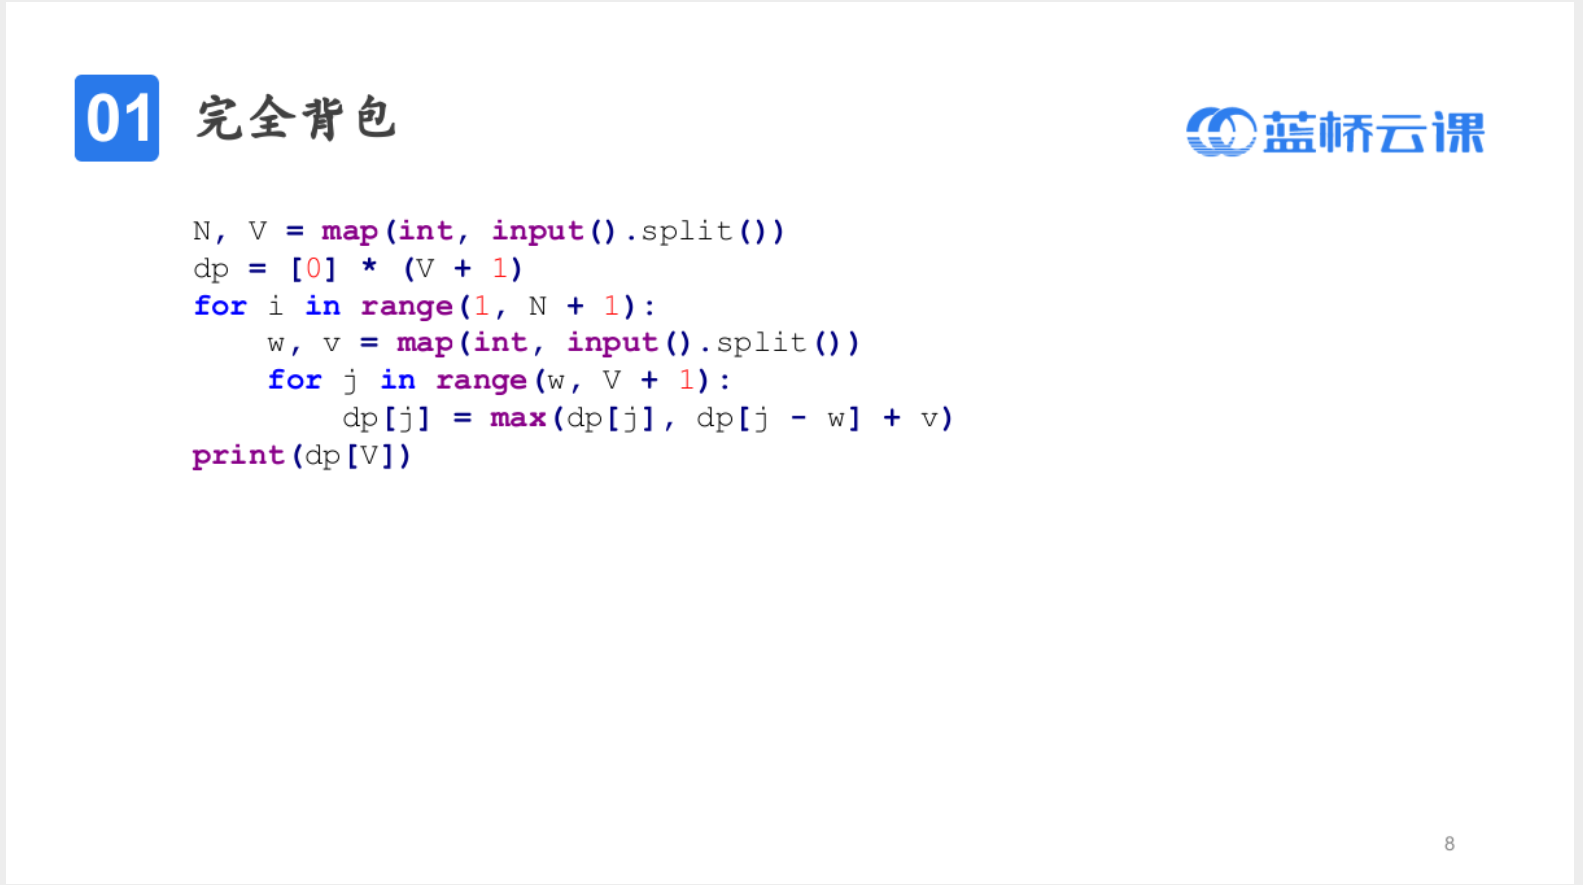 01 完全背包
蓝桥云课
N, V = map(int, input().split())
dp = [0] * (V + 1)
for i in range(1, N + 1):
    w, v = map(int, input().split())
    for j in range(w, V + 1):
        dp[j] = max(dp[j], dp[j - w] + v)
print(dp[V])
8